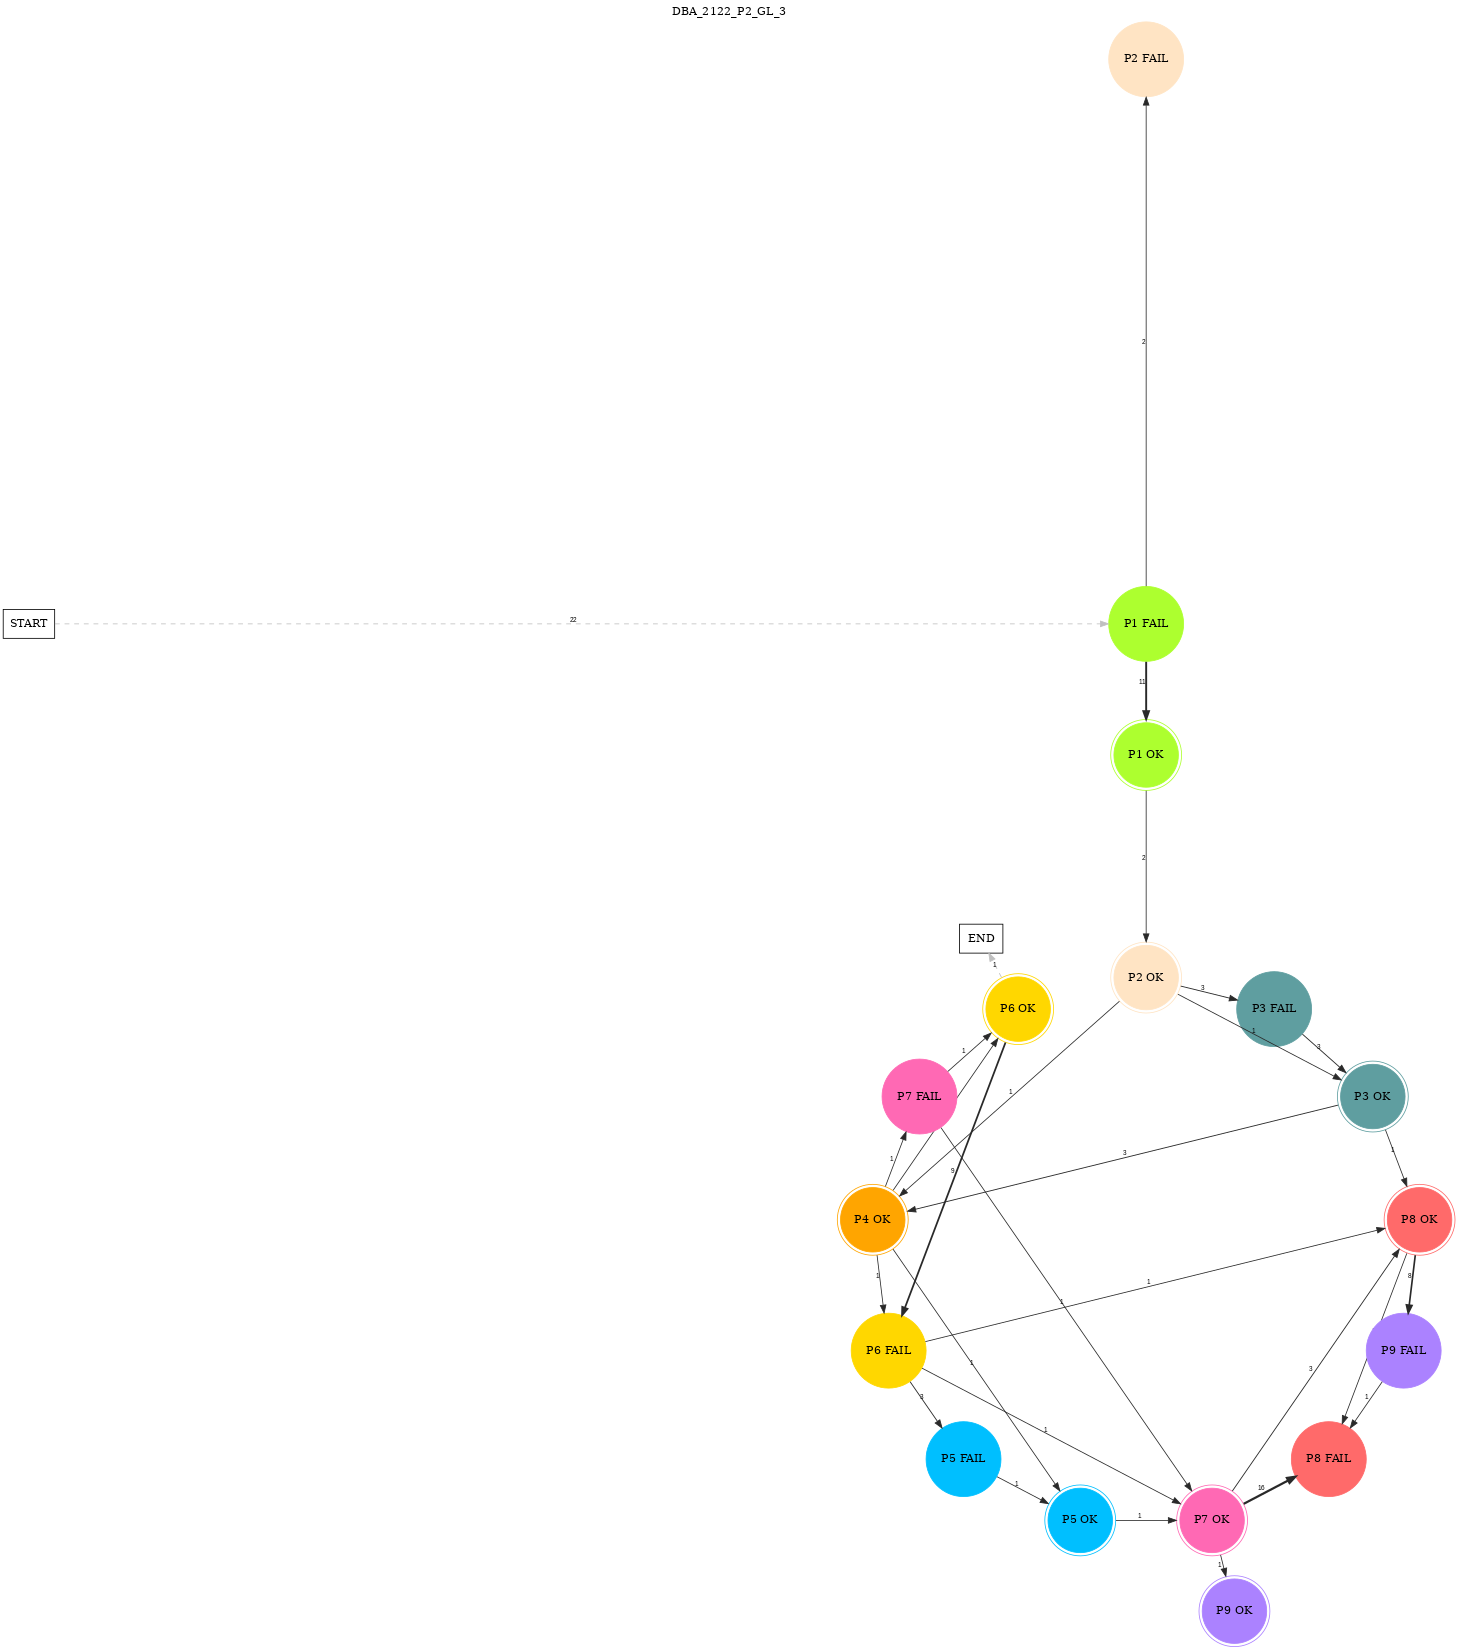 DBA_2122_P2_GL_3
P2 FAIL
2
START
22
P1 FAIL
11
P1 OK
2
END
1
P2 OK
P6 OK
3
P3 FAIL
1
3
1
P7 FAIL
1
P3 OK
1
9
3
1
P4 OK
P8 OK
1
1
8
1
P6 FAIL
1
3
P9 FAIL
3
1
1
P5 FAIL
P8 FAIL
1
16
P5 OK
1
P7 OK
1
P9 OK